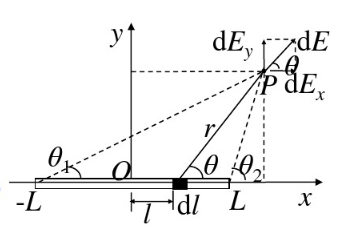 y
dE_y
dE
θ
P
dE_x
r
θ_1
O
θ
θ_2
-L
l
dl
L
x